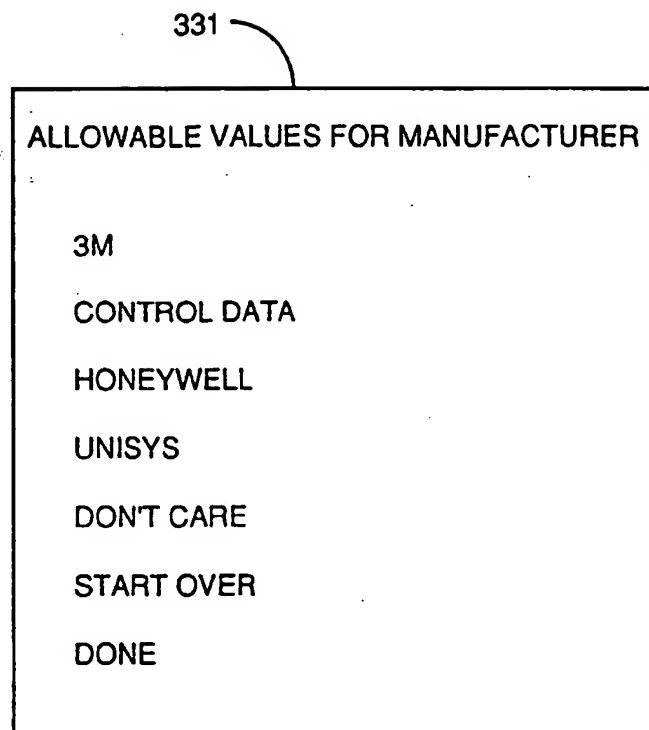 331
ALLOWABLE VALUES FOR MANUFACTURER
3M
CONTROL DATA
HONEYWELL
UNISYS
DON'T CARE
START OVER
DONE